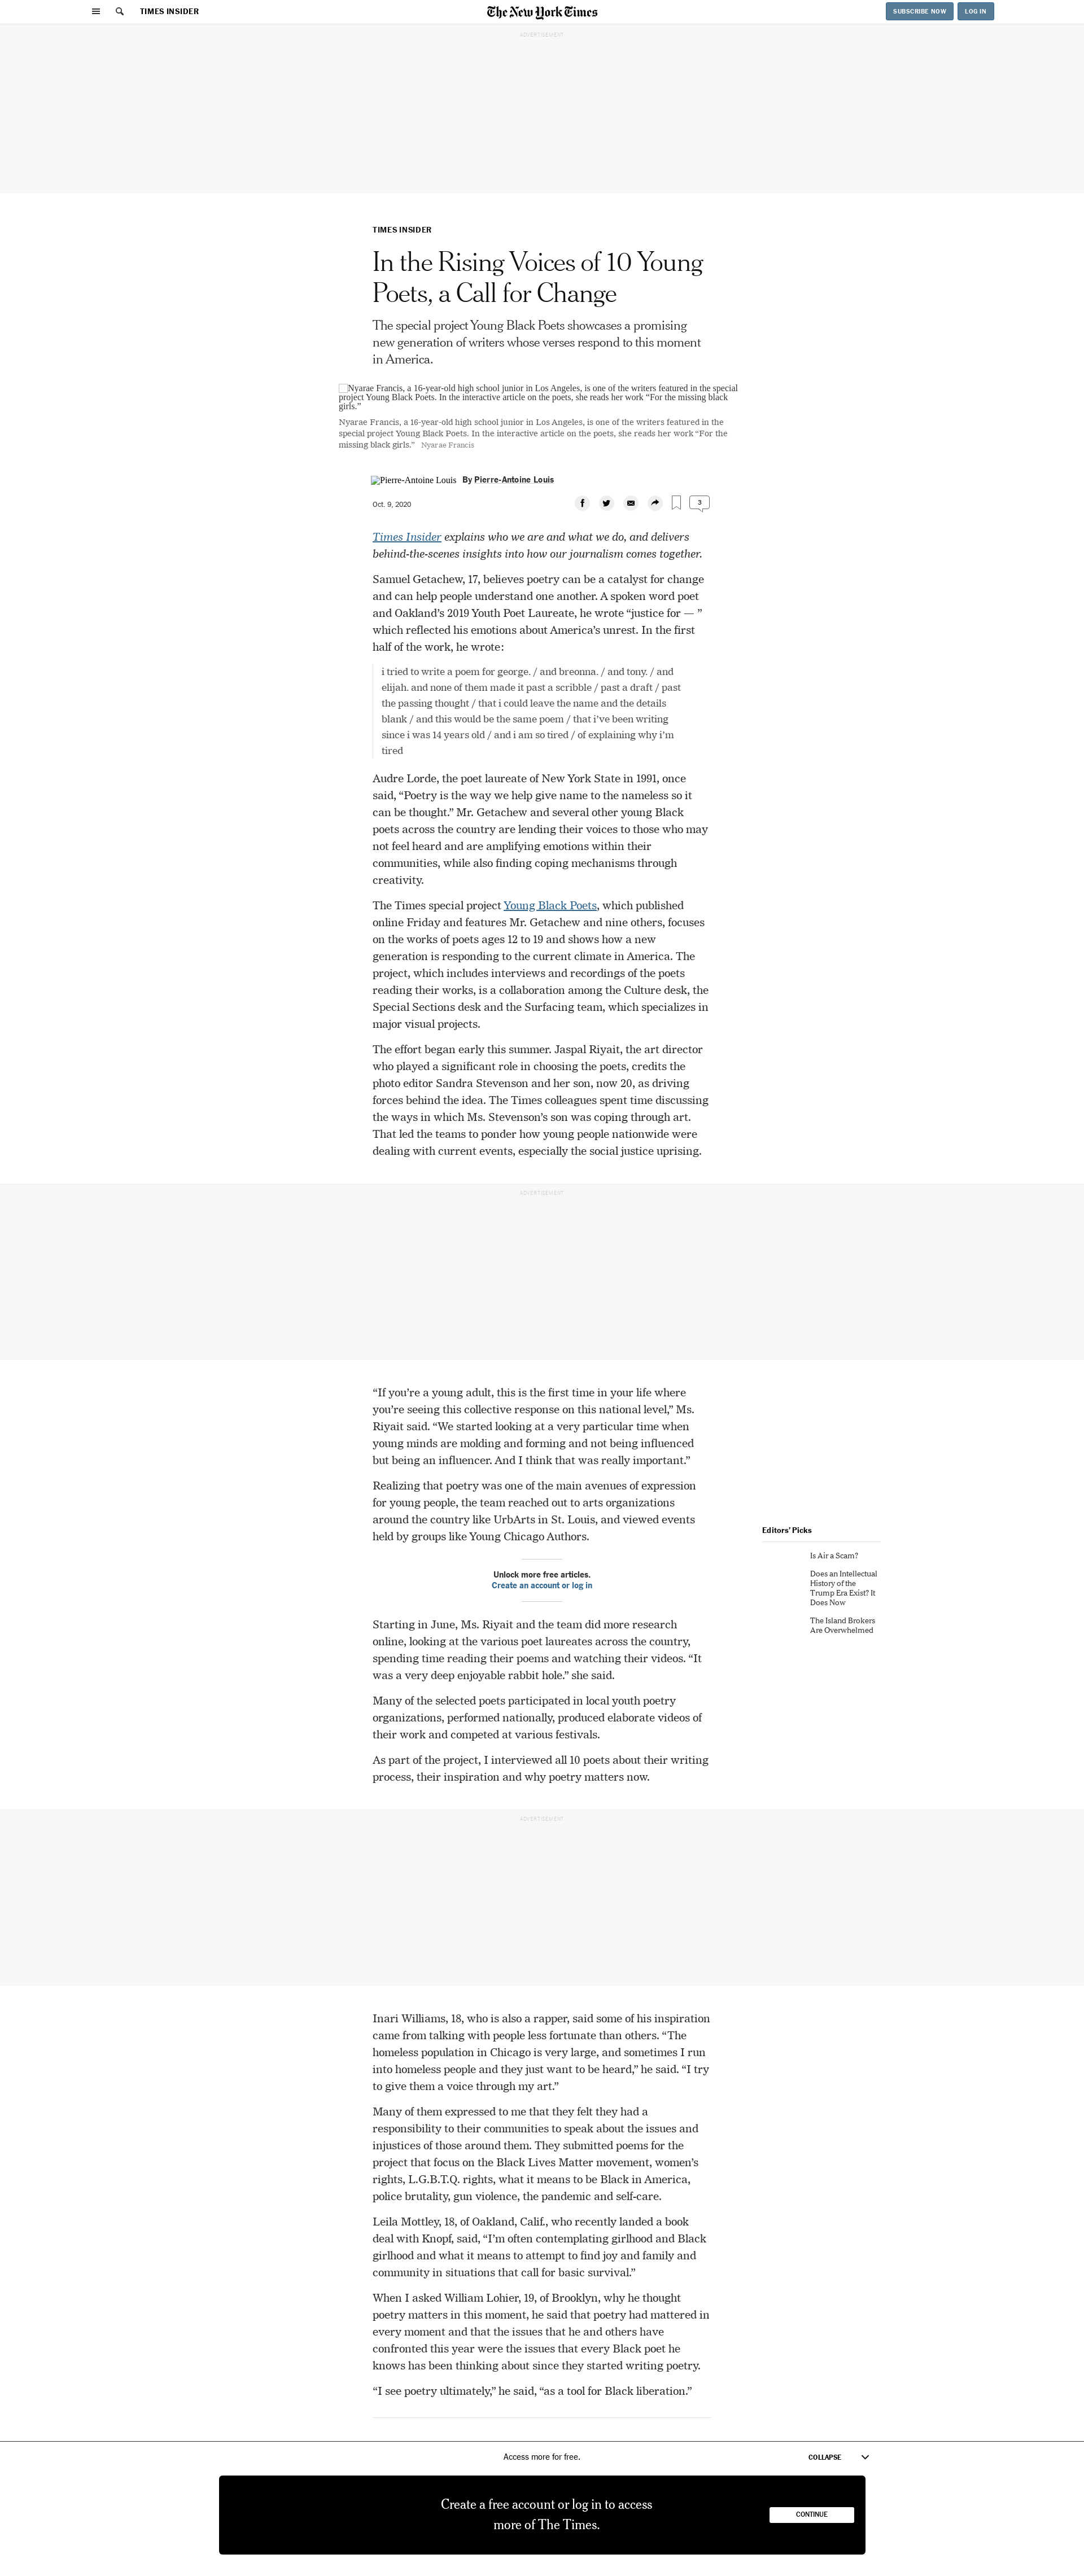 TIMES INSIDER
The New York Times
SUBSCRIBE NOW
LOG IN
ADVERTISEMENT
TIMES INSIDER
In the Rising Voices of 10 Young
Poets, a Call for Change
The special project Young Black Poets showcases a promising
new generation of writers whose verses respond to this moment
in America.
Nyarae Francis, a 16-year-old high school junior in Los Angeles, is one of the writers featured in the special
project Young Black Poets. In the interactive article on the poets, she reads her work “For the missing black
girls.”
Nyarae Francis, a 16-year-old high school junior in Los Angeles, is one of the writers featured in the
special project Young Black Poets. In the interactive article on the poets, she reads her work “For the
missing black girls.” Nyarae Francis
Pierre-Antoine Louis
By Pierre-Antoine Louis
Oct. 9, 2020
3
Times Insider explains who we are and what we do, and delivers
behind-the-scenes insights into how our journalism comes together.
Samuel Getachew, 17, believes poetry can be a catalyst for change
and can help people understand one another. A spoken word poet
and Oakland’s 2019 Youth Poet Laureate, he wrote “justice for — ”
which reflected his emotions about America’s unrest. In the first
half of the work, he wrote:
i tried to write a poem for george. / and breonna. / and tony. / and
elijah. and none of them made it past a scribble / past a draft / past
the passing thought / that i could leave the name and the details
blank / and this would be the same poem / that i’ve been writing
since i was 14 years old / and i am so tired / of explaining why i’m
tired
Audre Lorde, the poet laureate of New York State in 1991, once
said, “Poetry is the way we help give name to the nameless so it
can be thought.” Mr. Getachew and several other young Black
poets across the country are lending their voices to those who may
not feel heard and are amplifying emotions within their
communities, while also finding coping mechanisms through
creativity.
The Times special project Young Black Poets, which published
online Friday and features Mr. Getachew and nine others, focuses
on the works of poets ages 12 to 19 and shows how a new
generation is responding to the current climate in America. The
project, which includes interviews and recordings of the poets
reading their works, is a collaboration among the Culture desk, the
Special Sections desk and the Surfacing team, which specializes in
major visual projects.
The effort began early this summer. Jaspal Riyait, the art director
who played a significant role in choosing the poets, credits the
photo editor Sandra Stevenson and her son, now 20, as driving
forces behind the idea. The Times colleagues spent time discussing
the ways in which Ms. Stevenson’s son was coping through art.
That led the teams to ponder how young people nationwide were
dealing with current events, especially the social justice uprising.
ADVERTISEMENT
“If you’re a young adult, this is the first time in your life where
you’re seeing this collective response on this national level,” Ms.
Riyait said. “We started looking at a very particular time when
young minds are molding and forming and not being influenced
but being an influencer. And I think that was really important.”
Realizing that poetry was one of the main avenues of expression
for young people, the team reached out to arts organizations
around the country like UrbArts in St. Louis, and viewed events
held by groups like Young Chicago Authors.
Editors’ Picks
Is Air a Scam?
Does an Intellectual
History of the
Trump Era Exist? It
Does Now
The Island Brokers
Are Overwhelmed
Unlock more free articles.
Create an account or log in
Starting in June, Ms. Riyait and the team did more research
online, looking at the various poet laureates across the country,
spending time reading their poems and watching their videos. “It
was a very deep enjoyable rabbit hole.” she said.
Many of the selected poets participated in local youth poetry
organizations, performed nationally, produced elaborate videos of
their work and competed at various festivals.
As part of the project, I interviewed all 10 poets about their writing
process, their inspiration and why poetry matters now.
ADVERTISEMENT
Inari Williams, 18, who is also a rapper, said some of his inspiration
came from talking with people less fortunate than others. “The
homeless population in Chicago is very large, and sometimes I run
into homeless people and they just want to be heard,” he said. “I try
to give them a voice through my art.”
Many of them expressed to me that they felt they had a
responsibility to their communities to speak about the issues and
injustices of those around them. They submitted poems for the
project that focus on the Black Lives Matter movement, women’s
rights, L.G.B.T.Q. rights, what it means to be Black in America,
police brutality, gun violence, the pandemic and self-care.
Leila Mottley, 18, of Oakland, Calif., who recently landed a book
deal with Knopf, said, “I’m often contemplating girlhood and Black
girlhood and what it means to attempt to find joy and family and
community in situations that call for basic survival.”
When I asked William Lohier, 19, of Brooklyn, why he thought
poetry matters in this moment, he said that poetry had mattered in
every moment and that the issues that he and others have
confronted this year were the issues that every Black poet he
knows has been thinking about since they started writing poetry.
“I see poetry ultimately,” he said, “as a tool for Black liberation.”
Access more for free.
COLLAPSE
Create a free account or log in to access
more of The Times.
CONTINUE